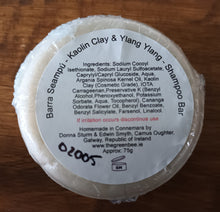 Barra Seampú - Kaolin Clay & Ylang Ylang - Shampoo Bar
Ingredients: Sodium Cocoyl
Isethionate, Sodium Lauryl Sulfoacetate,
Caprylyl/Capryl Glucoside, Aqua,
Argania Spinosa Kernel Oil, Kaolin
Clay (Cosmetic Grade), IOTA
Carrageenan, Preservative K (Benzyl
Alcohol, Phenoxyethanol, Potassium
Sorbate, Aqua, Tocopherol), Cananga
Odorata Flower Oil, Benzyl Benzoate,
Benzyl Salicylate, Farnesol, Linalool
If irritation occurs discontinue use
Homemade in Connemara by
Donna Sturm & Edwin Smigh, Camus Oughter,
Galway, Republic of Ireland
www.thegreenbee.ie
Approx: 75g
02005